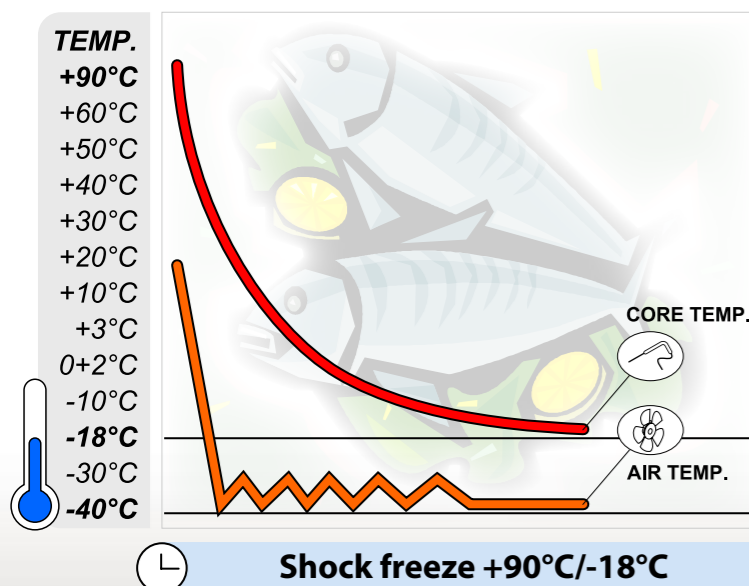 TEMP.
+90°C
+60°C
+50°C
+40°C
+30°C
+20°C
+10°C
+3°C
0+2°C
-10°C
-18°C
-30°C
-40°C
CORE TEMP.
AIR TEMP.
Shock freeze +90°C/-18°C